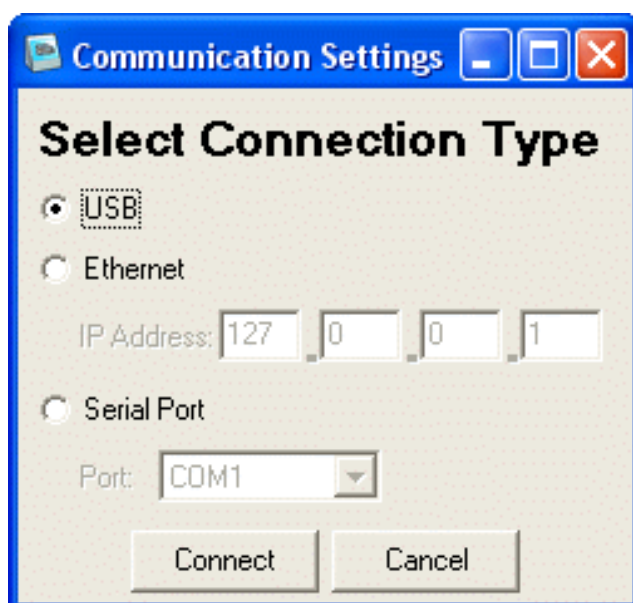 Communication Settings
Select Connection Type
USB
Ethernet
IP Address: 127 . 0 . 0 . 1
Serial Port
Port: COM1
Connect Cancel